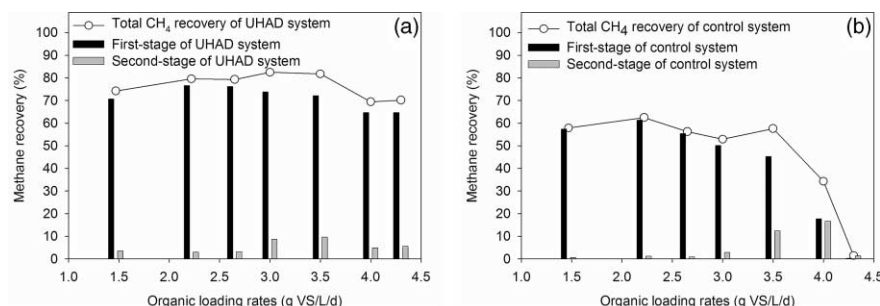 Total CH4 recovery of UHAD system
(a)
First-stage of UHAD system
Second-stage of UHAD system
Methane recovery (%)
100
90
80
70
60
50
40
30
20
10
0
1.0 1.5 2.0 2.5 3.0 3.5 4.0 4.5
Organic loading rates (g VS/L/d)
Total CH4 recovery of control system
(b)
First-stage of control system
Second-stage of control system
Methane recovery (%)
100
90
80
70
60
50
40
30
20
10
0
1.0 1.5 2.0 2.5 3.0 3.5 4.0 4.5
Organic loading rates (g VS/L/d)